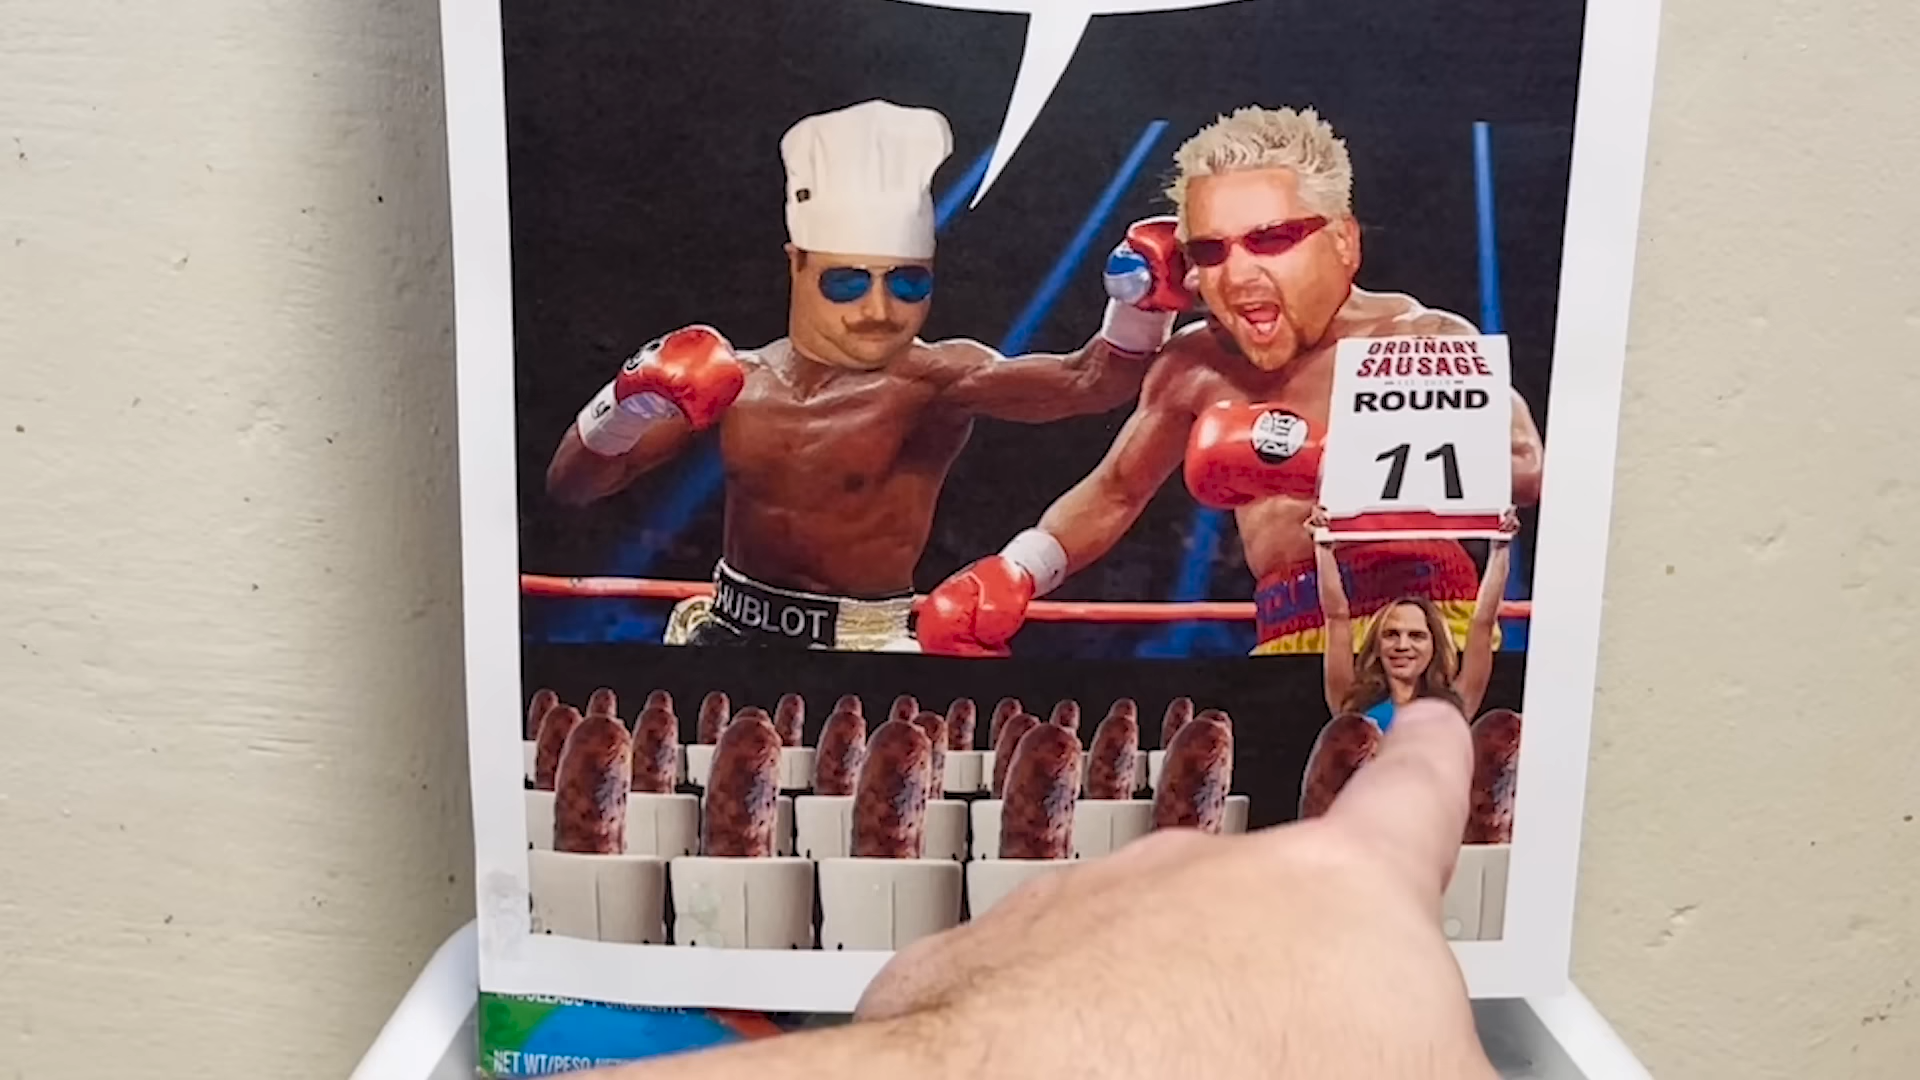 ORDINARY
SAUSAGE
ROUND
11
HUBLOT
NET WT/PESO